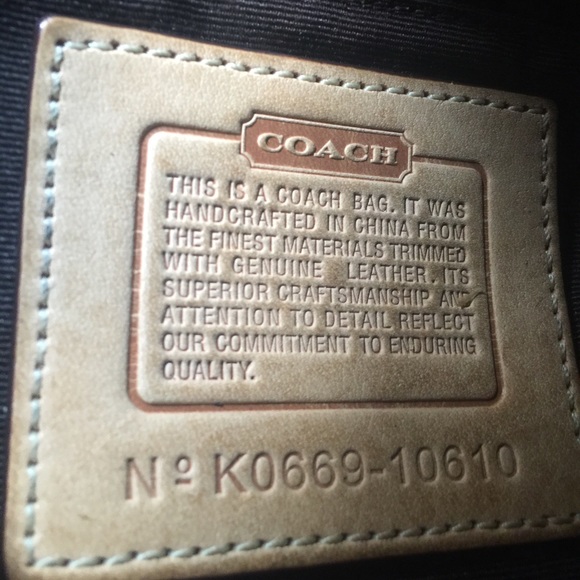 COACH
THIS IS A COACH BAG. IT WAS
HANDCRAFTED IN CHINA FROM
THE FINEST MATERIALS TRIMMED
WITH GENUINE LEATHER. ITS
SUPERIOR CRAFTSMANSHIP AND
ATTENTION TO DETAIL REFLECT
OUR COMMITMENT TO ENDURING
QUALITY.
Nº K0669-10610